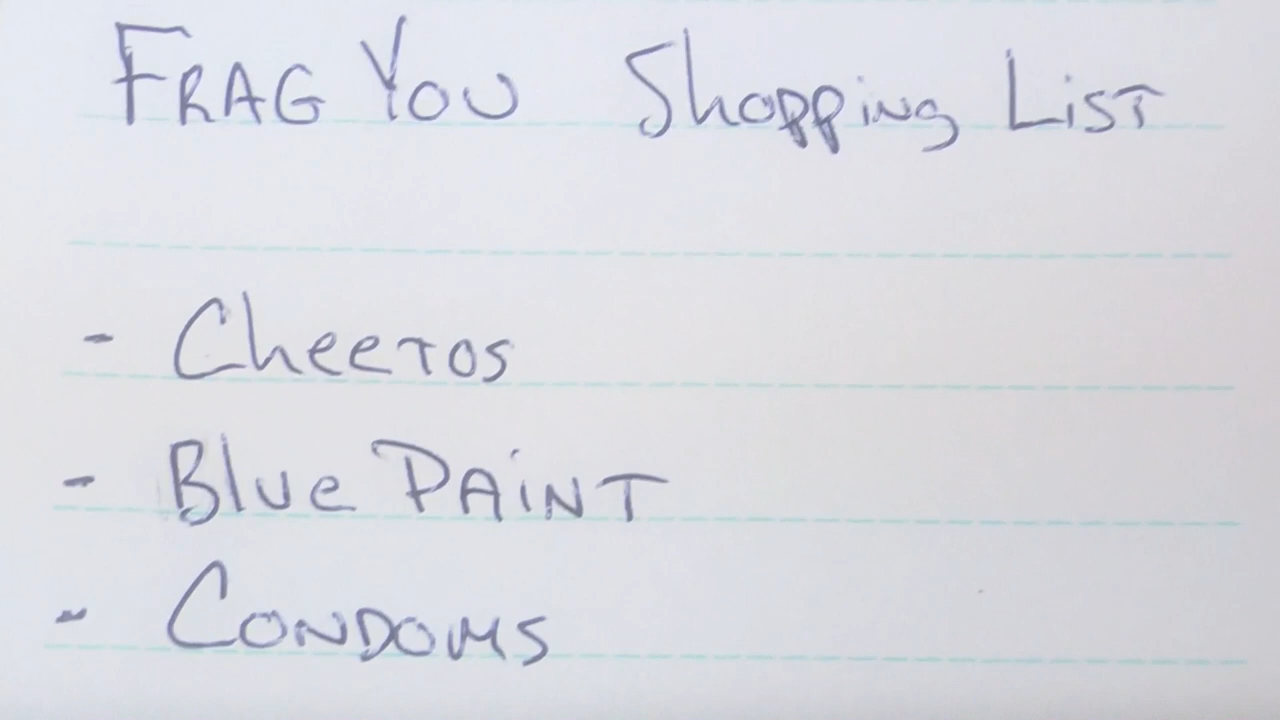 FRAG YOU Shopping List
- Cheetos
- Blue PAiNT
- CONDOMS